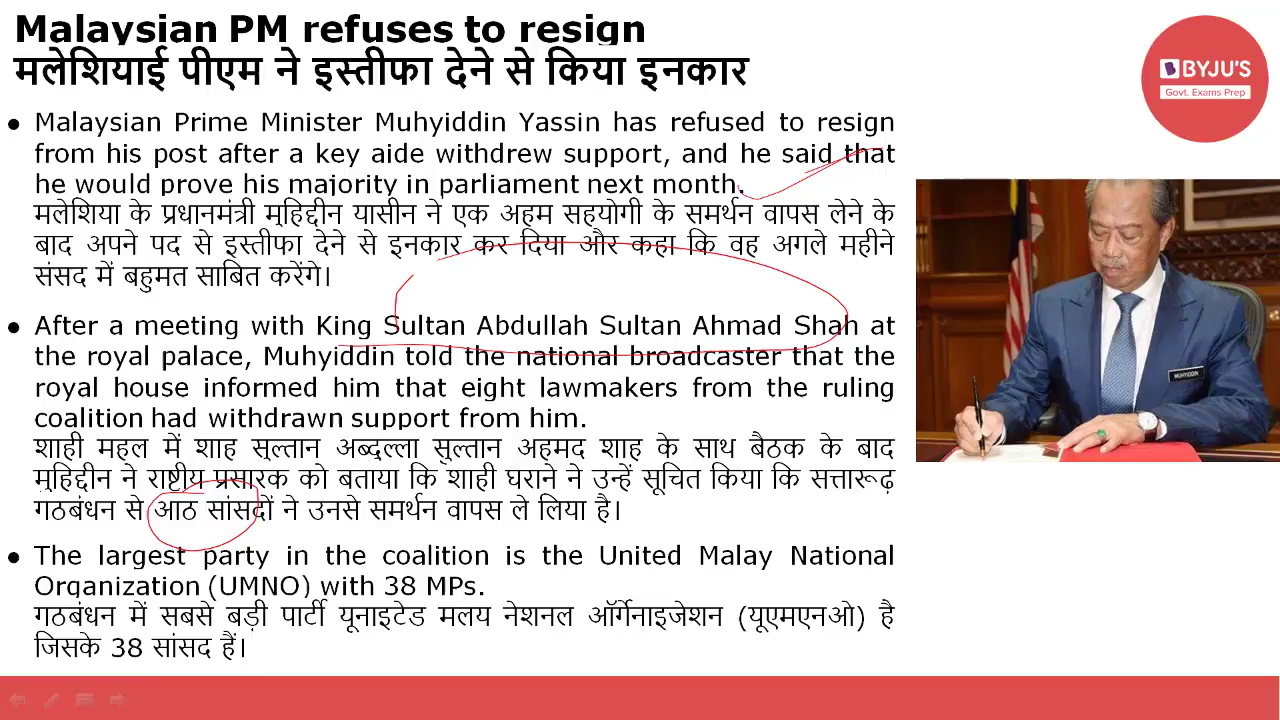 Malaysian PM refuses to resign
मलेशियाई पीएम ने इस्तीफा देने से किया इनकार
BYJU'S
Govt. Exams Prep
● Malaysian Prime Minister Muhyiddin Yassin has refused to resign
from his post after a key aide withdrew support, and he said that
he would prove his majority in parliament next month.
मलेशिया के प्रधानमंत्री मुहिद्दीन यासीन ने एक अहम सहयोगी के समर्थन वापस लेने के
बाद अपने पद से इस्तीफा देने से इनकार कर दिया और कहा कि वह अगले महीने
संसद में बहुमत साबित करेंगे।
● After a meeting with King Sultan Abdullah Sultan Ahmad Shah at
the royal palace, Muhyiddin told the national broadcaster that the
royal house informed him that eight lawmakers from the ruling
coalition had withdrawn support from him.
शाही महल में शाह सुल्तान अब्दुल्ला सुल्तान अहमद शाह के साथ बैठक के बाद
मुहिद्दीन ने राष्ट्रीय प्रसारक को बताया कि शाही घराने ने उन्हें सूचित किया कि सत्तारूढ़
गठबंधन से आठ सांसदों ने उनसे समर्थन वापस ले लिया है।
● The largest party in the coalition is the United Malay National
Organization (UMNO) with 38 MPs.
गठबंधन में सबसे बड़ी पार्टी यूनाइटेड मलय नेशनल ऑर्गेनाइजेशन (यूएमएनओ) है
जिसके 38 सांसद हैं।
MUHYIDDIN